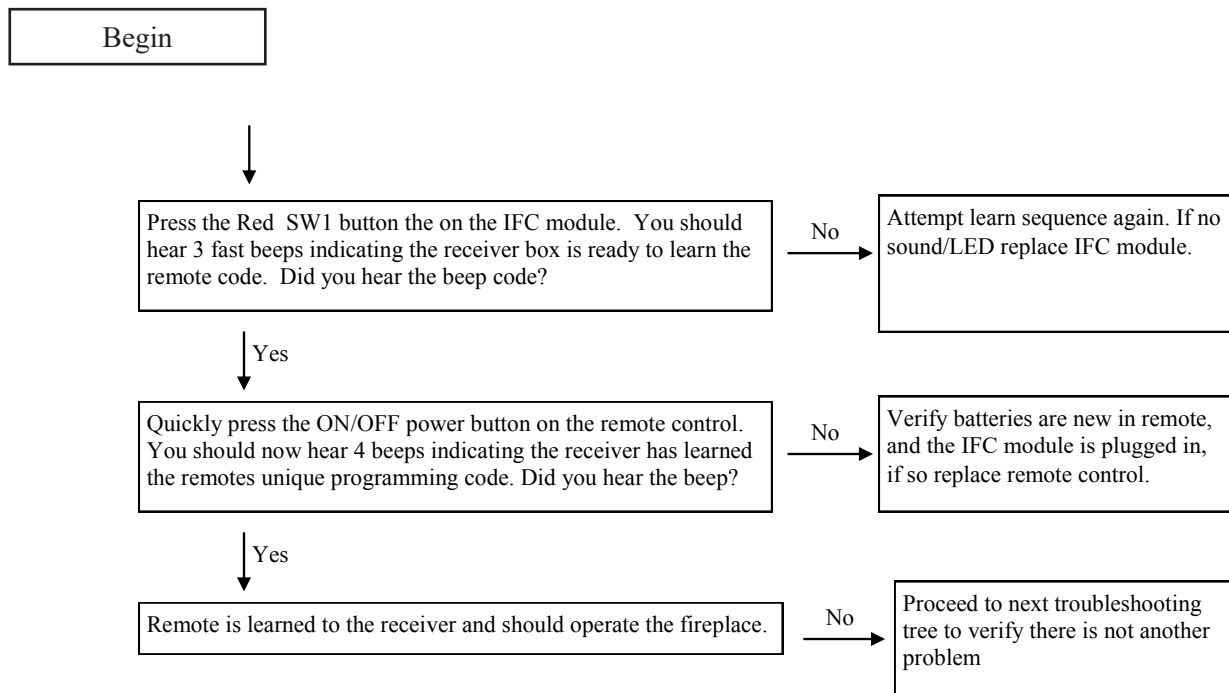 Begin
Press the Red SW1 button the on the IFC module. You should
hear 3 fast beeps indicating the receiver box is ready to learn the
remote code. Did you hear the beep code?
No
Attempt learn sequence again. If no
sound/LED replace IFC module.
Yes
Quickly press the ON/OFF power button on the remote control.
You should now hear 4 beeps indicating the receiver has learned
the remotes unique programming code. Did you hear the beep?
No
Verify batteries are new in remote,
and the IFC module is plugged in,
if so replace remote control.
Yes
Remote is learned to the receiver and should operate the fireplace.
No
Proceed to next troubleshooting
tree to verify there is not another
problem